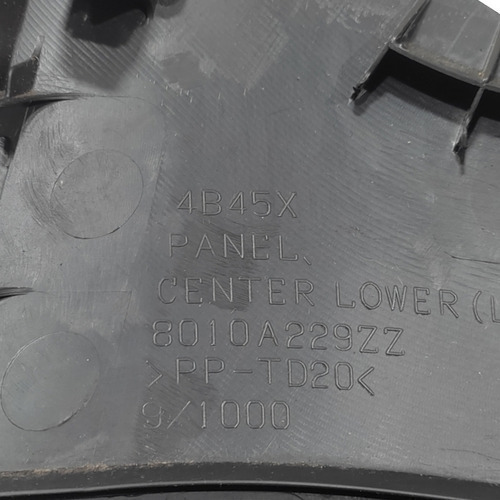 4B45X
PANEL,
CENTER LOWER (L
8010A229ZZ
>PP-TD20<
9/1000